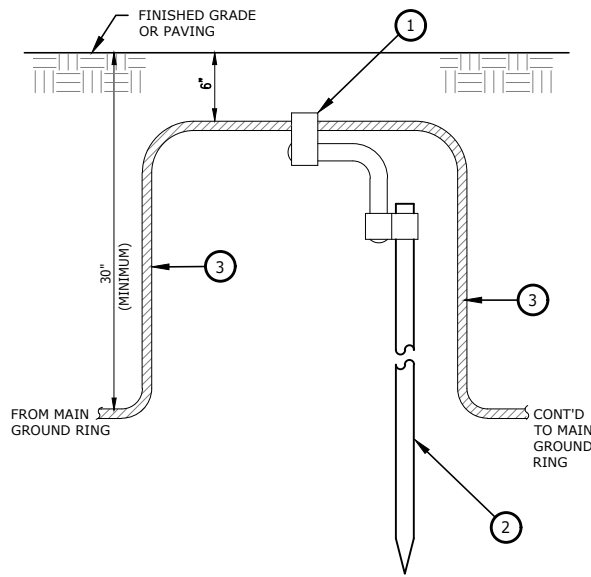 FINISHED GRADE
OR PAVING
1
6"
30"
(MINIMUM)
3
3
FROM MAIN
GROUND RING
CONT'D
TO MAIN
GROUND
RING
2